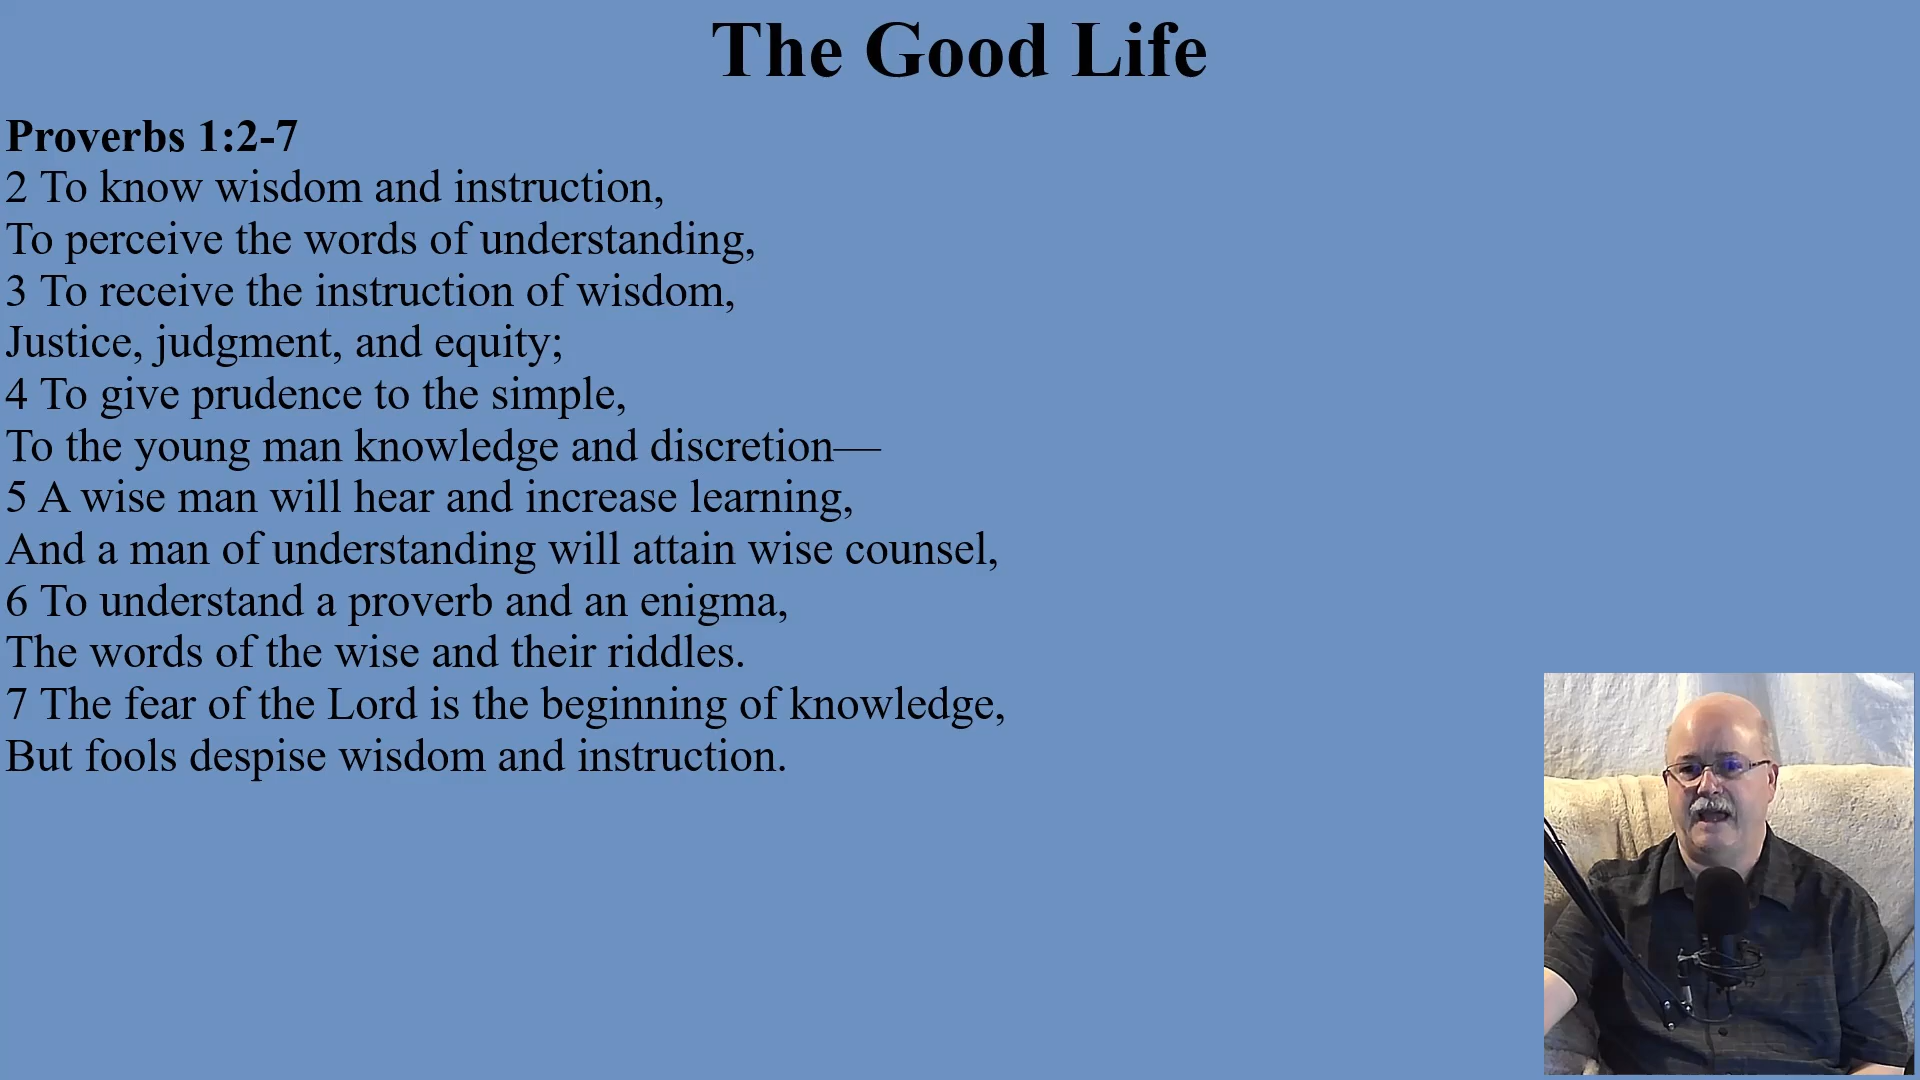 The Good Life
Proverbs 1:2-7
2 To know wisdom and instruction,
To perceive the words of understanding,
3 To receive the instruction of wisdom,
Justice, judgment, and equity;
4 To give prudence to the simple,
To the young man knowledge and discretion—
5 A wise man will hear and increase learning,
And a man of understanding will attain wise counsel,
6 To understand a proverb and an enigma,
The words of the wise and their riddles.
7 The fear of the Lord is the beginning of knowledge,
But fools despise wisdom and instruction.